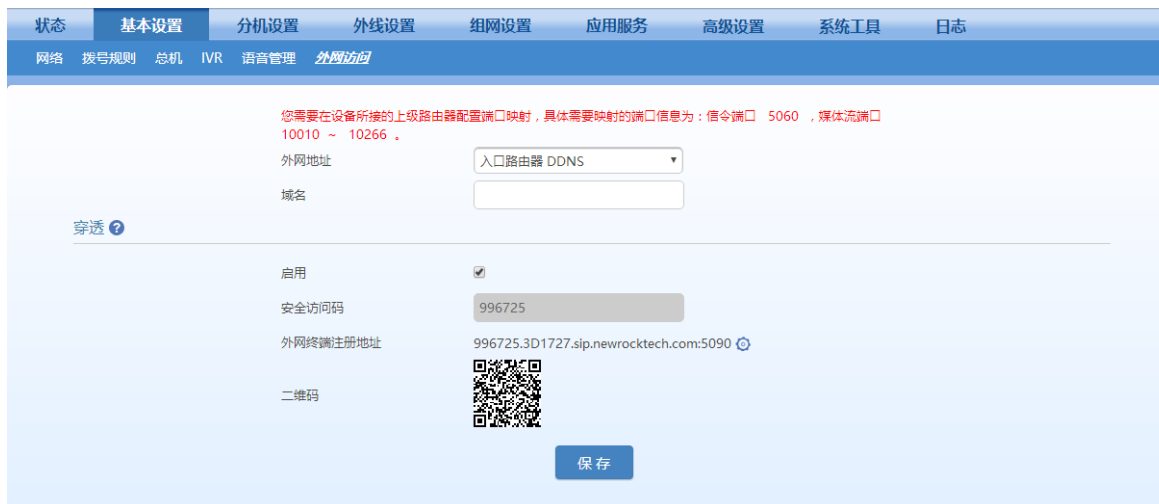 状态 基本设置 分机设置 外线设置 组网设置 应用服务 高级设置 系统工具 日志
网络 拨号规则 总机 IVR 语音管理 外网访问
您需要在设备所接的上级路由器配置端口映射，具体需要映射的端口信息为：信令端口 5060 ，媒体流端口
10010 ~ 10266 。
外网地址 入口路由器 DDNS
域名
穿透 ?
启用
安全访问码 996725
外网终端注册地址 996725.3D1727.sip.newrocktech.com:5090
二维码
保存